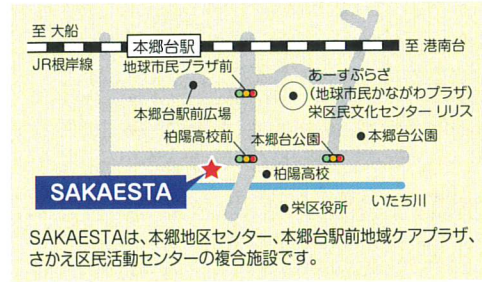 至 大船
本郷台駅
至 港南台
JR根岸線
地球市民プラザ前
あーすぷらざ
(地球市民かながわプラザ)
栄区民文化センター リリス
本郷台駅前広場
柏陽高校前
本郷台公園
本郷台公園
柏陽高校
SAKAESTA
いたち川
栄区役所
SAKAESTAは、本郷地区センター、本郷台駅前地域ケアプラザ、
さかえ区民活動センターの複合施設です。